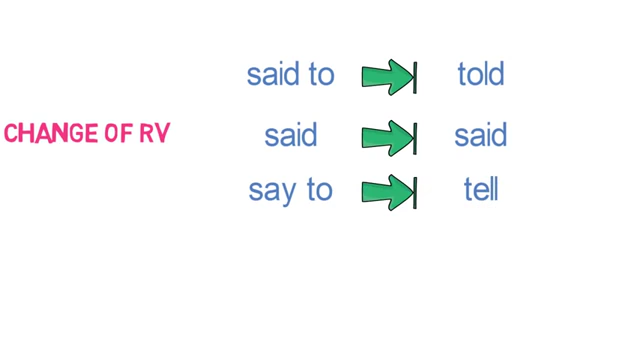 said to told
CHANGE OF RV said said
say to tell